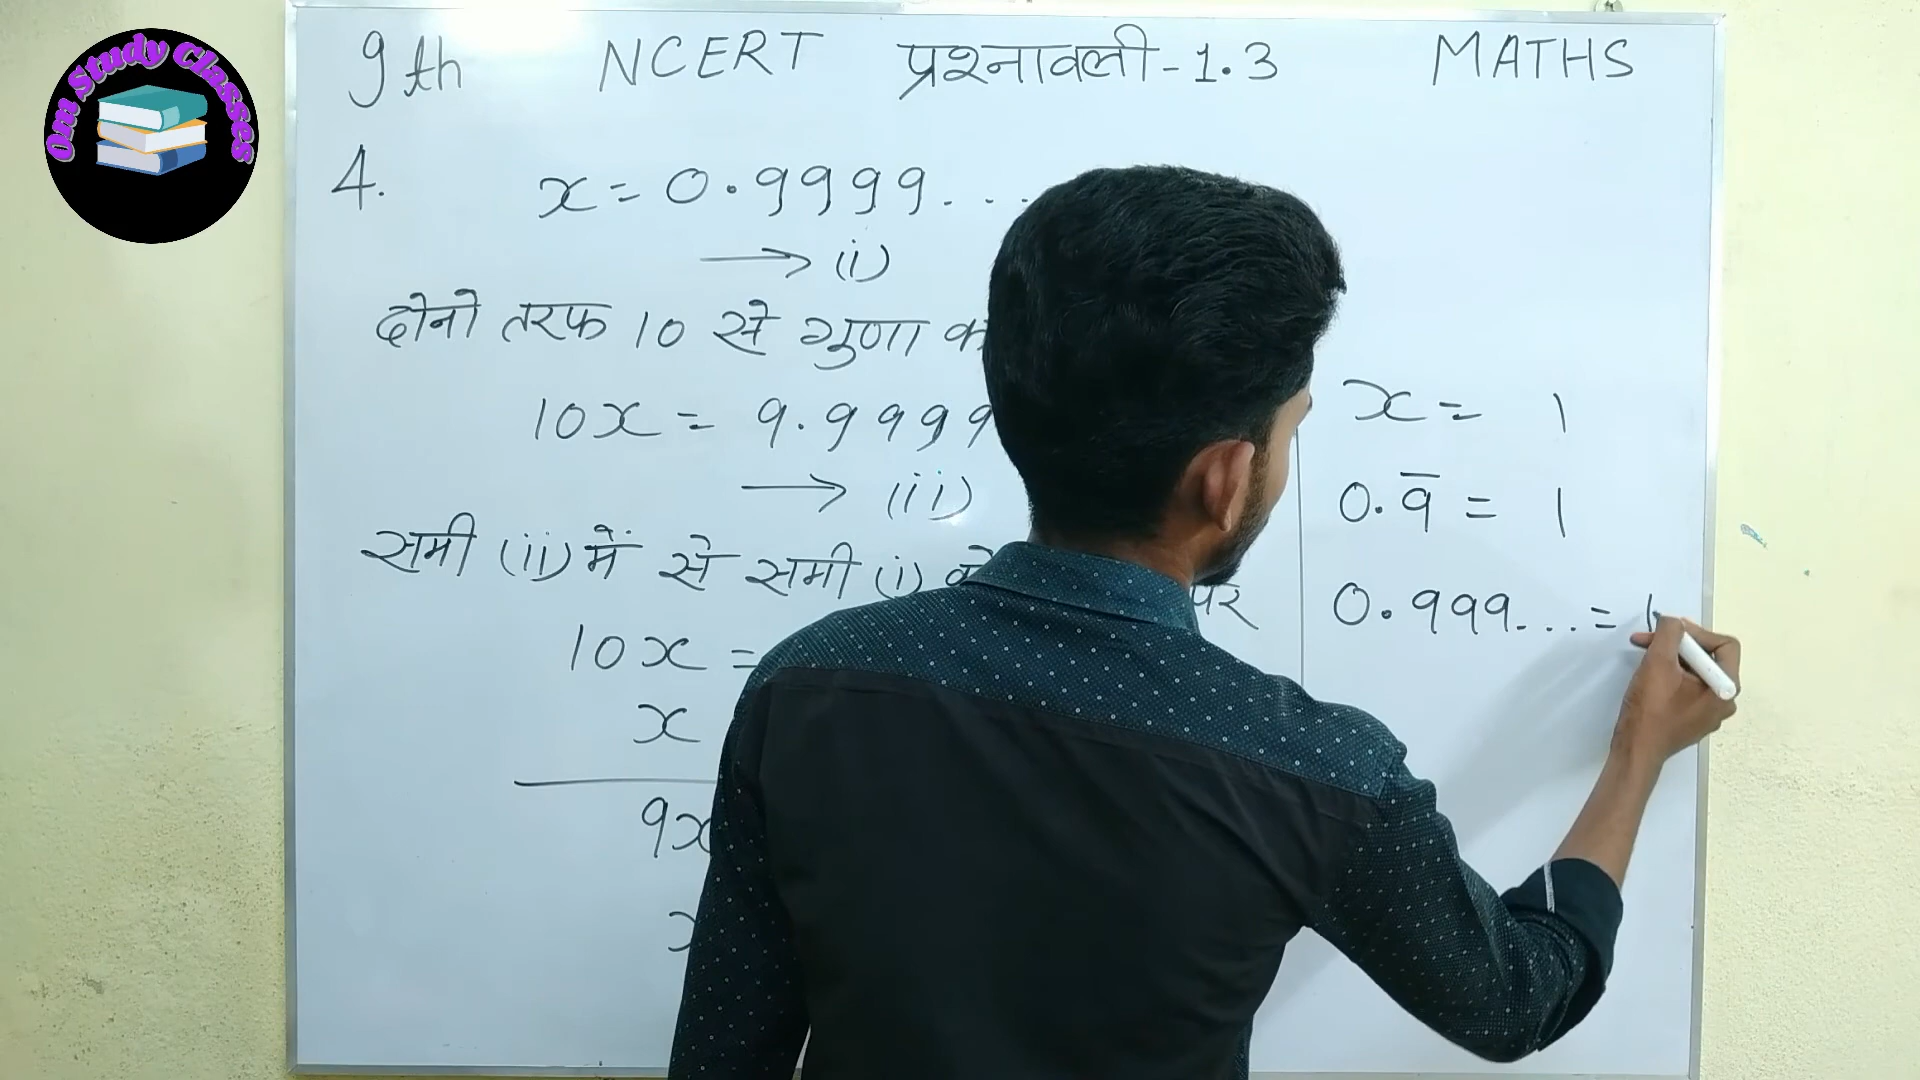 Om Study Classes
9th NCERT प्रश्नावली-1.3 MATHS
4. x = 0.9999...
→ (i)
दोनो तरफ 10 से गुणा
10x = 9.9999
→ (ii)
समी (ii) में से समी (i) पर
10x =
x
9x
x
x = 1
0.9̅ = 1
0.999... = 1